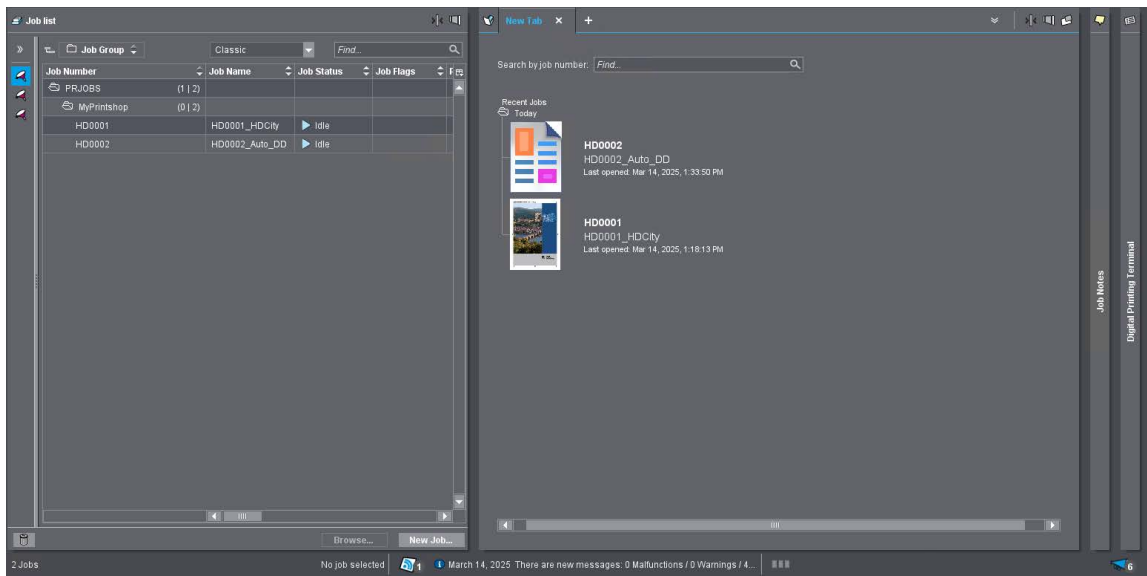 Job list
Job Group
Classic
Find...
Job Number
Job Name
Job Status
Job Flags
PRJOBS (1 | 2)
MyPrintshop (0 | 2)
HD0001 HD0001_HDCity Idle
HD0002 HD0002_Auto_DD Idle
Browse...
New Job...
New Tab
Search by job number: Find...
Recent Jobs
Today
HD0002
HD0002_Auto_DD
Last opened: Mar 14, 2025, 1:33:50 PM
HD0001
HD0001_HDCity
Last opened: Mar 14, 2025, 1:18:13 PM
Job Notes
Digital Printing Terminal
2 Jobs
No job selected
1
March 14, 2025 There are new messages: 0 Malfunctions / 0 Warnings / 4...
6